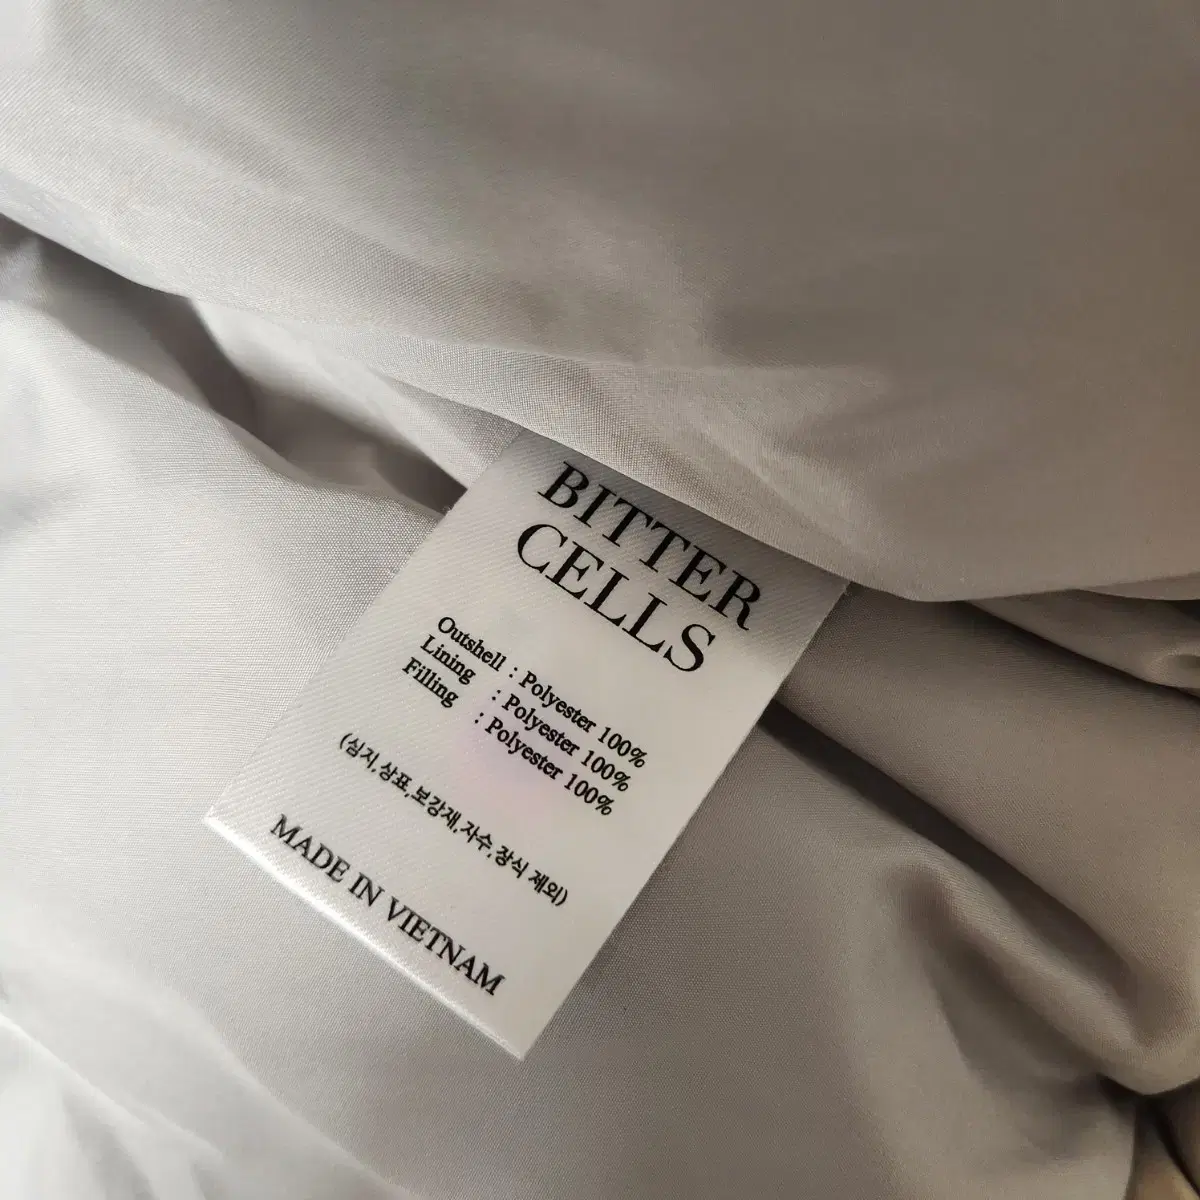 BITTER
CELLS
Outshell : Polyester 100%
Lining : Polyester 100%
Filling : Polyester 100%
(심지,상표,보강재,자수,장식 제외)
MADE IN VIETNAM